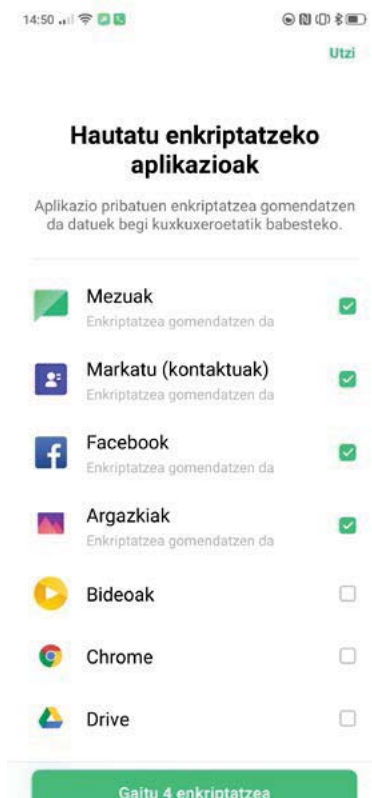 14:50
Utzi
Hautatu enkriptatzeko
aplikazioak
Aplikazio pribatuen enkriptatzea gomendatzen
da datuek begi kuxkuxeroetatik babesteko.
Mezuak
Enkriptatzea gomendatzen da
Markatu (kontaktuak)
Enkriptatzea gomendatzen da
Facebook
Enkriptatzea gomendatzen da
Argazkiak
Enkriptatzea gomendatzen da
Bideoak
Chrome
Drive
Gaitu 4 enkriptatzea